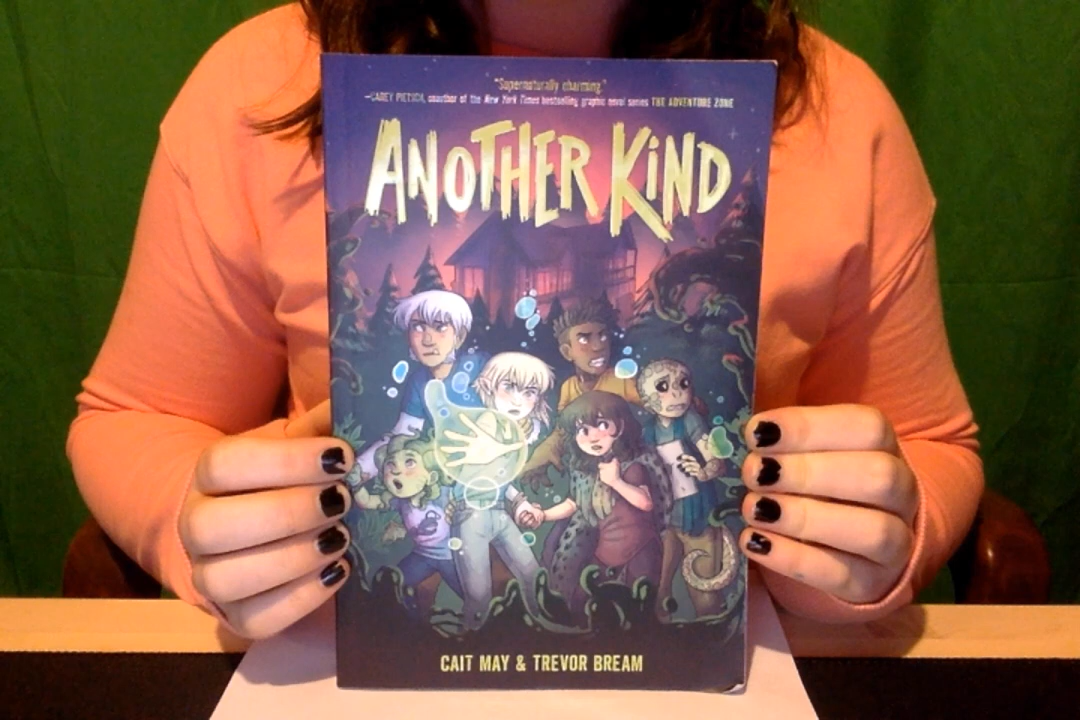 "Supernaturally charming."
—CAREY PIETSCH, coauthor of the New York Times bestselling graphic novel series THE ADVENTURE ZONE
ANOTHER KIND
CAIT MAY & TREVOR BREAM